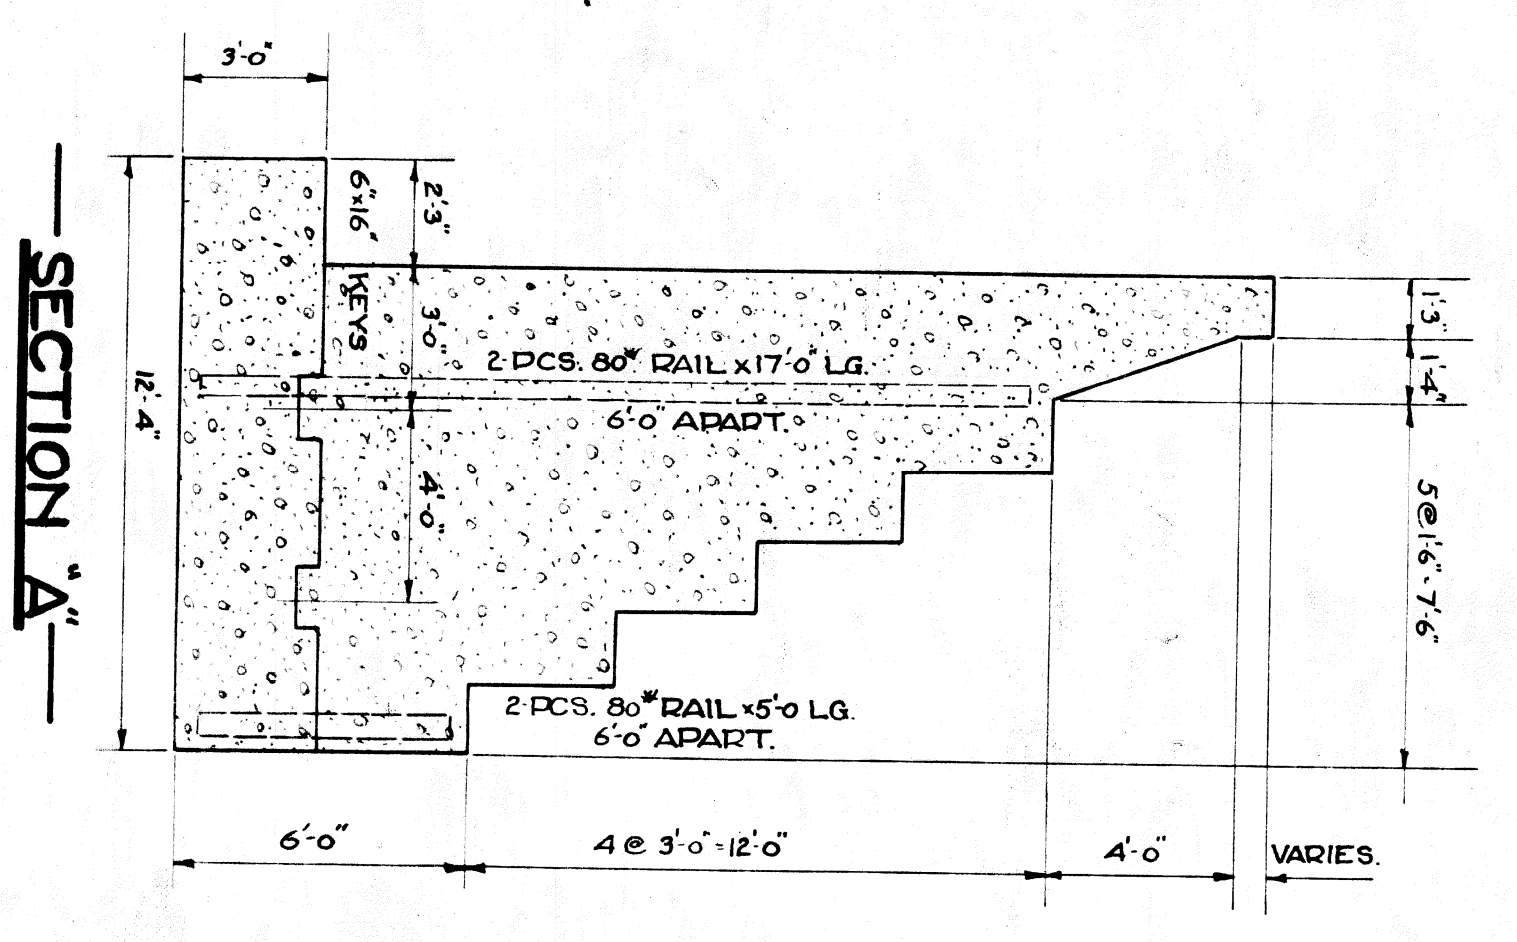 3'-0"
SECTION "A"
12'-4"
6"x16"
KEYS
2'-3"
3'-0"
4'-0"
2-PCS. 80# RAIL x17'-0" LG.
6'-0" APART.
1'-3"
1'-4"
5@1'-6"=7'-6"
2-PCS. 80# RAIL x5'-0 LG.
6'-0" APART.
6'-0"
4 @ 3'-0"=12'-0"
4'-0"
VARIES.